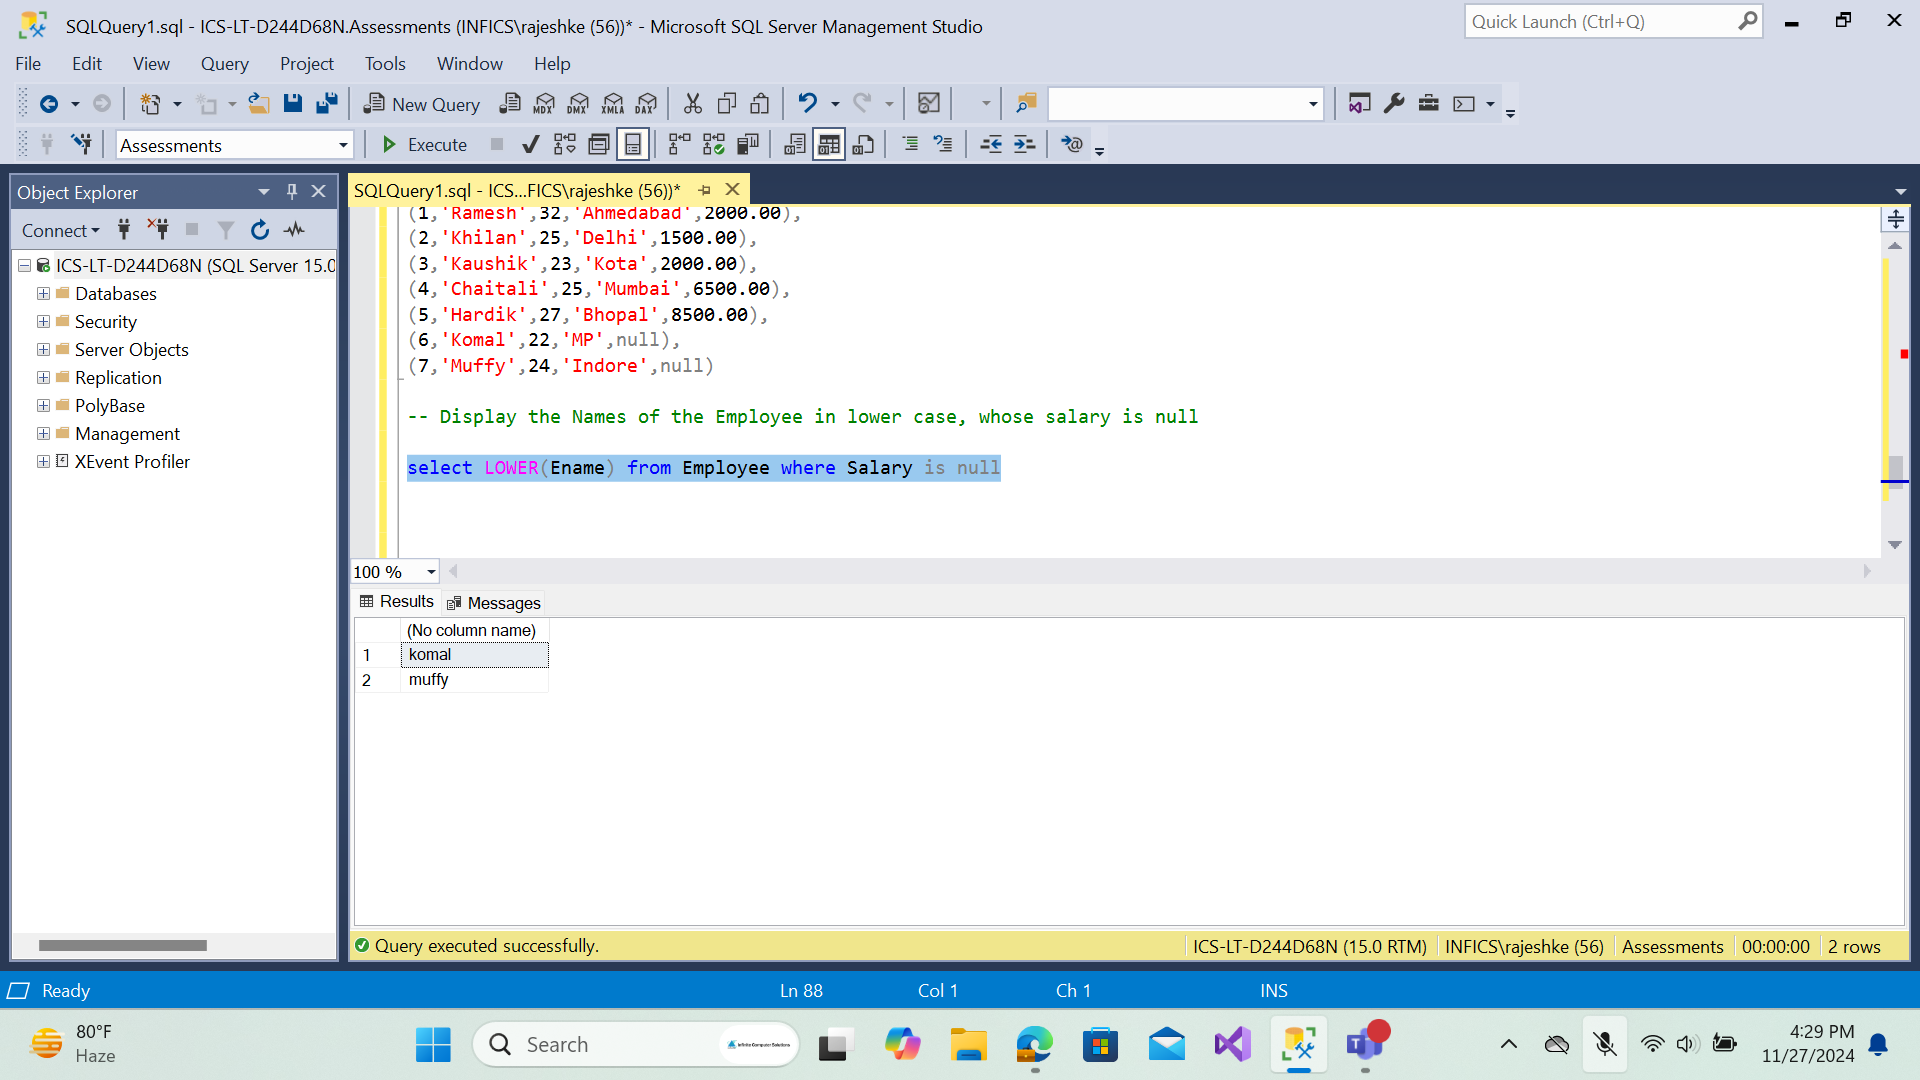 SQLQuery1.sql - ICS-LT-D244D68N.Assessments (INFICS\rajeshke (56))* - Microsoft SQL Server Management Studio
Quick Launch (Ctrl+Q)
File Edit View Query Project Tools Window Help
New Query MDX DMX XMLA DAX
Assessments Execute
Object Explorer
Connect
ICS-LT-D244D68N (SQL Server 15.0
Databases
Security
Server Objects
Replication
PolyBase
Management
XEvent Profiler
SQLQuery1.sql - ICS...FICS\rajeshke (56))*
(1,'Ramesh',32,'Ahmedabad',2000.00),
(2,'Khilan',25,'Delhi',1500.00),
(3,'Kaushik',23,'Kota',2000.00),
(4,'Chaitali',25,'Mumbai',6500.00),
(5,'Hardik',27,'Bhopal',8500.00),
(6,'Komal',22,'MP',null),
(7,'Muffy',24,'Indore',null)
-- Display the Names of the Employee in lower case, whose salary is null
select LOWER(Ename) from Employee where Salary is null
100 %
Results Messages
(No column name)
1 komal
2 muffy
Query executed successfully. ICS-LT-D244D68N (15.0 RTM) INFICS\rajeshke (56) Assessments 00:00:00 2 rows
Ready Ln 88 Col 1 Ch 1 INS
80°F
Haze
Search
Infinite Computer Solutions
4:29 PM
11/27/2024